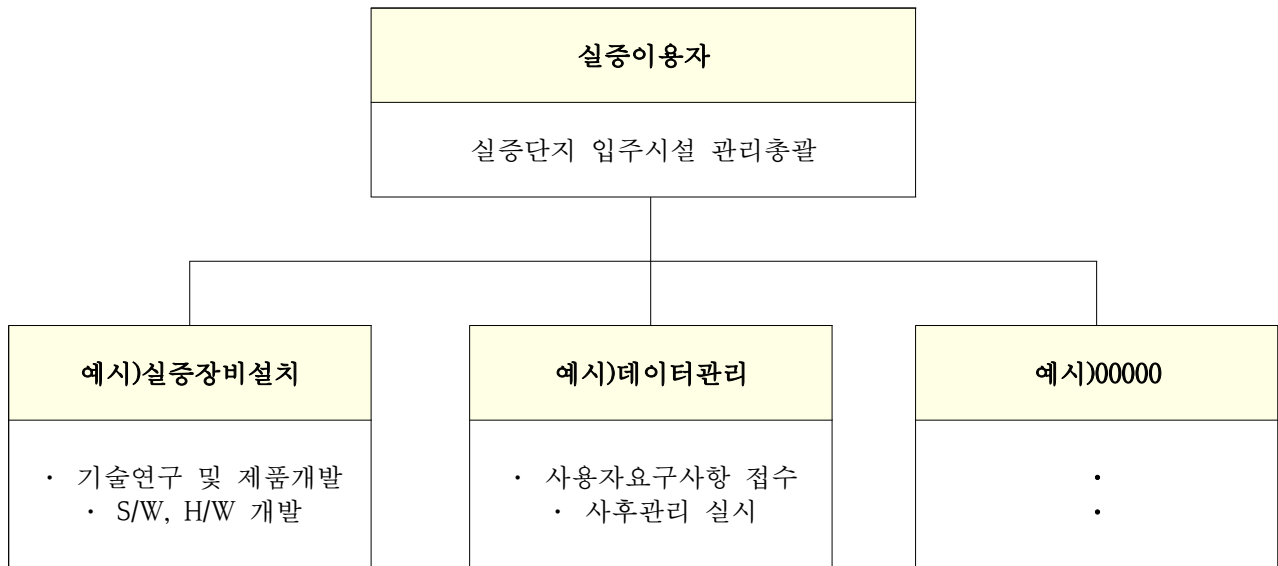 실증이용자
실증단지 입주시설 관리총괄
예시)실증장비설치
· 기술연구 및 제품개발
· S/W, H/W 개발
예시)데이터관리
· 사용자요구사항 접수
· 사후관리 실시
예시)00000
·
·